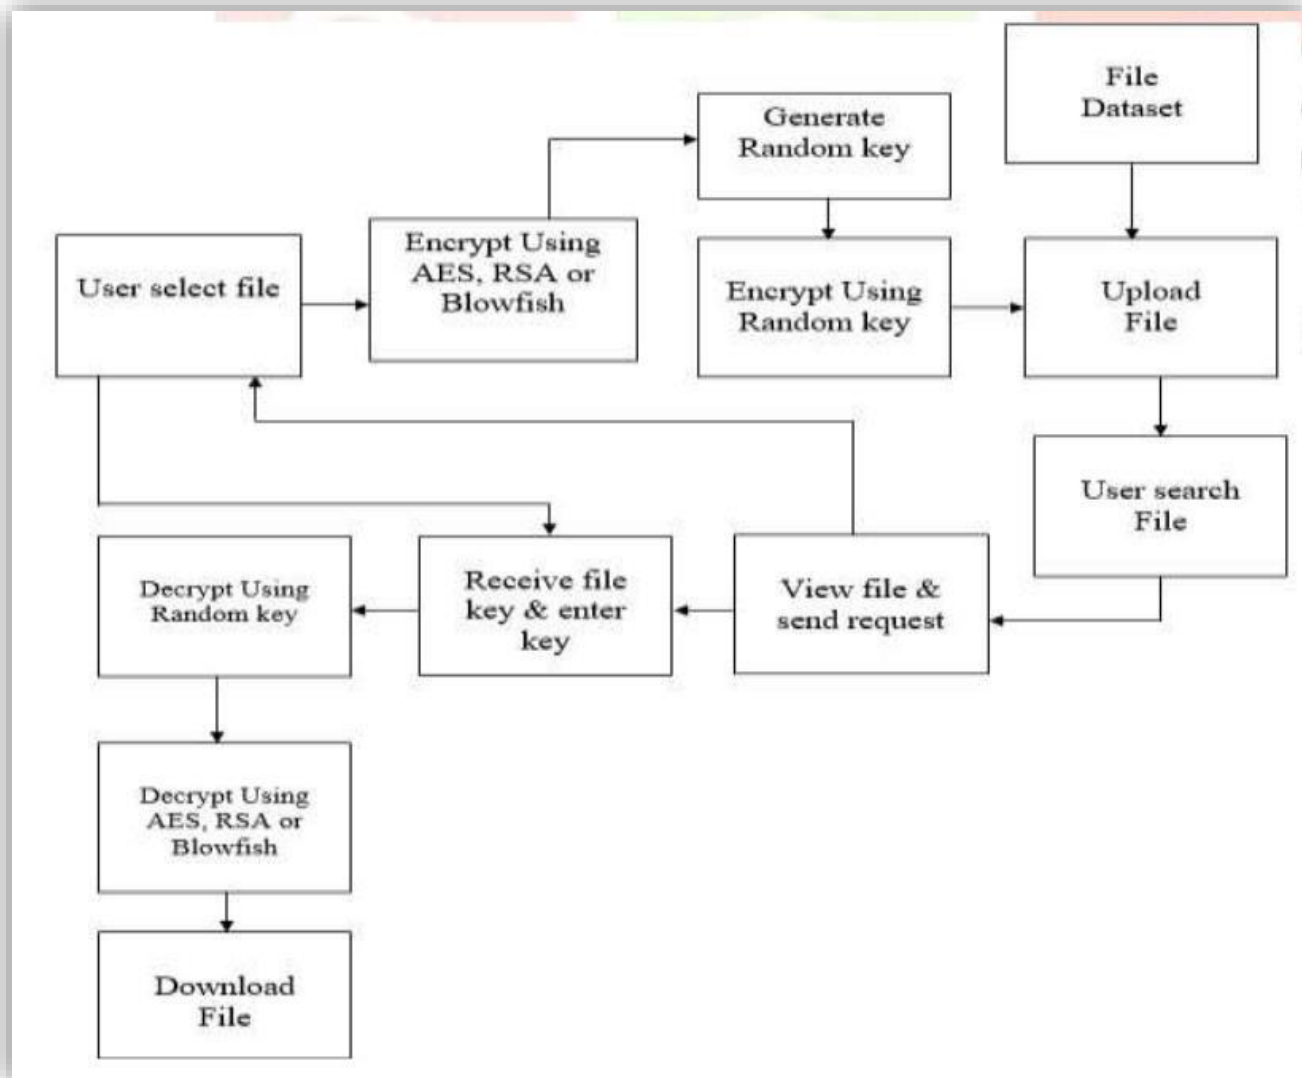 File
Dataset
Generate
Random key
Encrypt Using
AES, RSA or
Blowfish
User select file
Encrypt Using
Random key
Upload
File
User search
File
View file &
send request
Receive file
key & enter
key
Decrypt Using
Random key
Decrypt Using
AES, RSA or
Blowfish
Download
File